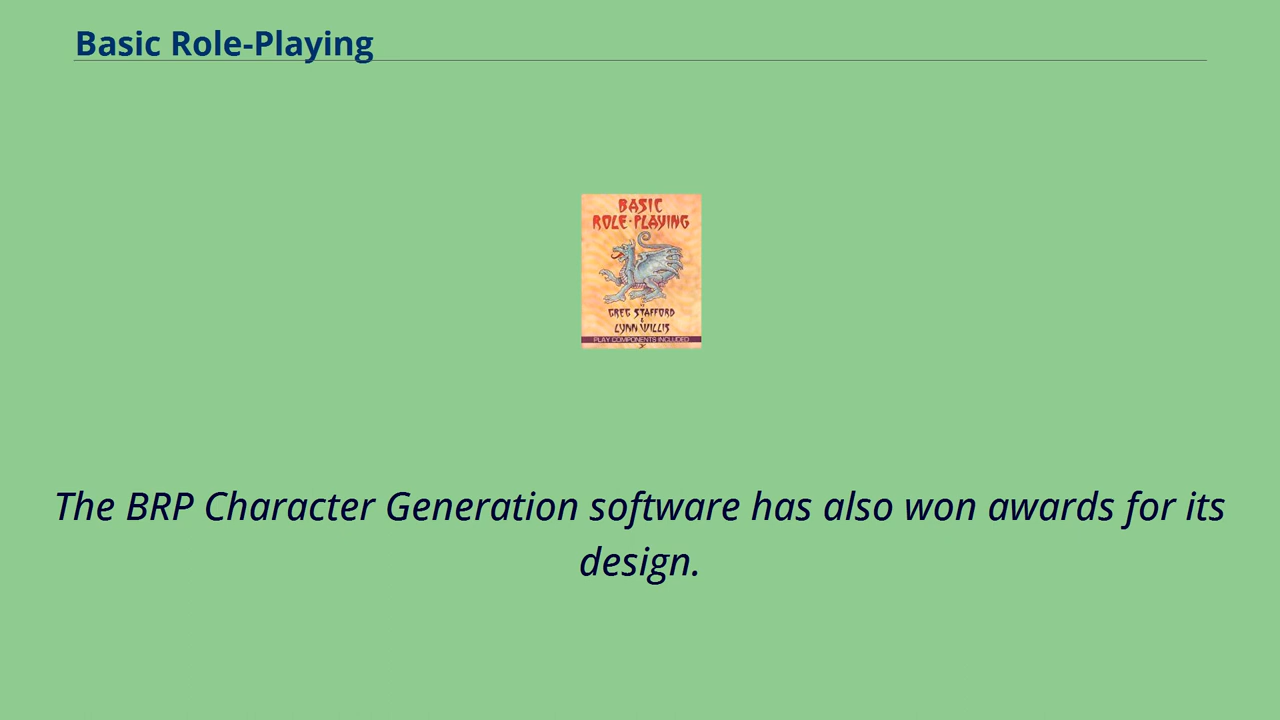 Basic Role-Playing
BASIC
ROLE-PLAYING
GREG STAFFORD
&
LYNN WILLIS
PLAY COMPONENTS INCLUDED
The BRP Character Generation software has also won awards for its
design.